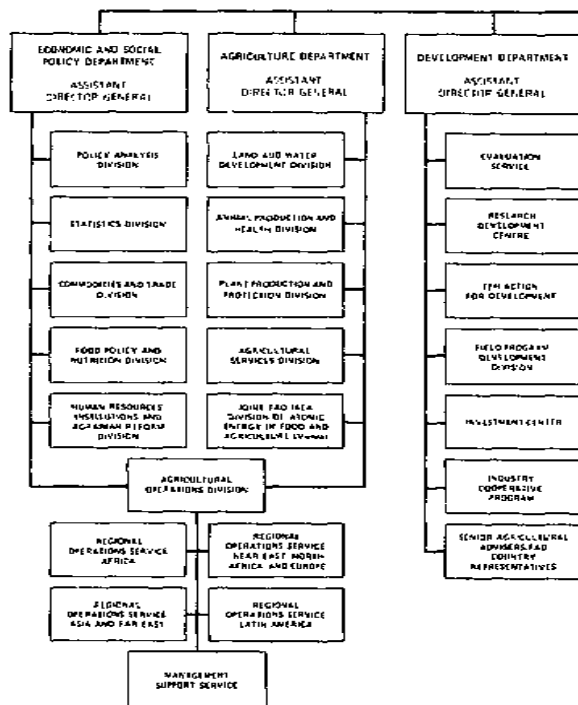 ECONOMIC AND SOCIAL
POLICY DEPARTMENT
ASSISTANT
DIRECTOR GENERAL
AGRICULTURE DEPARTMENT
ASSISTANT
DIRECTOR GENERAL
DEVELOPMENT DEPARTMENT
ASSISTANT
DIRECTOR GENERAL
POLICY ANALYSIS
DIVISION
LAND AND WATER
DEVELOPMENT DIVISION
EVALUATION
SERVICE
STATISTICS DIVISION
ANIMAL PRODUCTION AND
HEALTH DIVISION
RESEARCH
DEVELOPMENT
CENTRE
COMMODITIES AND TRADE
DIVISION
PLANT PRODUCTION AND
PROTECTION DIVISION
ACTION
FOR DEVELOPMENT
FOOD POLICY AND
NUTRITION DIVISION
AGRICULTURAL
SERVICES DIVISION
FIELD PROGRAM
DEVELOPMENT
DIVISION
HUMAN RESOURCES
INSTITUTIONS AND
AGRARIAN REFORM
DIVISION
JOINT FAO IAEA
DIVISION OF ATOMIC
ENERGY IN FOOD AND
AGRICULTURE
INVESTMENT CENTER
AGRICULTURAL
OPERATIONS DIVISION
INDUSTRY
COOPERATIVE
PROGRAM
REGIONAL
OPERATIONS SERVICE
AFRICA
REGIONAL
OPERATIONS SERVICE
NEAR EAST, NORTH
AFRICA AND EUROPE
SENIOR AGRICULTURAL
ADVISERS/FAO
COUNTRY
REPRESENTATIVES
REGIONAL
OPERATIONS SERVICE
ASIA AND FAR EAST
REGIONAL
OPERATIONS SERVICE
LATIN AMERICA
MANAGEMENT
SUPPORT SERVICE